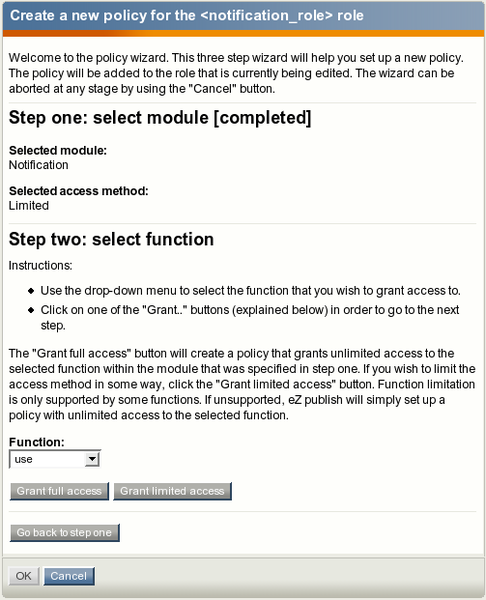 Create a new policy for the <notification_role> role
Welcome to the policy wizard. This three step wizard will help you set up a new policy.
The policy will be added to the role that is currently being edited. The wizard can be
aborted at any stage by using the "Cancel" button.
Step one: select module [completed]
Selected module:
Notification
Selected access method:
Limited
Step two: select function
Instructions:
Use the drop-down menu to select the function that you wish to grant access to.
Click on one of the "Grant.." buttons (explained below) in order to go to the next
step.
The "Grant full access" button will create a policy that grants unlimited access to the
selected function within the module that was specified in step one. If you wish to limit the
access method in some way, click the "Grant limited access" button. Function limitation
is only supported by some functions. If unsupported, eZ publish will simply set up a
policy with unlimited access to the selected function.
Function:
use
Grant full access Grant limited access
Go back to step one
OK Cancel